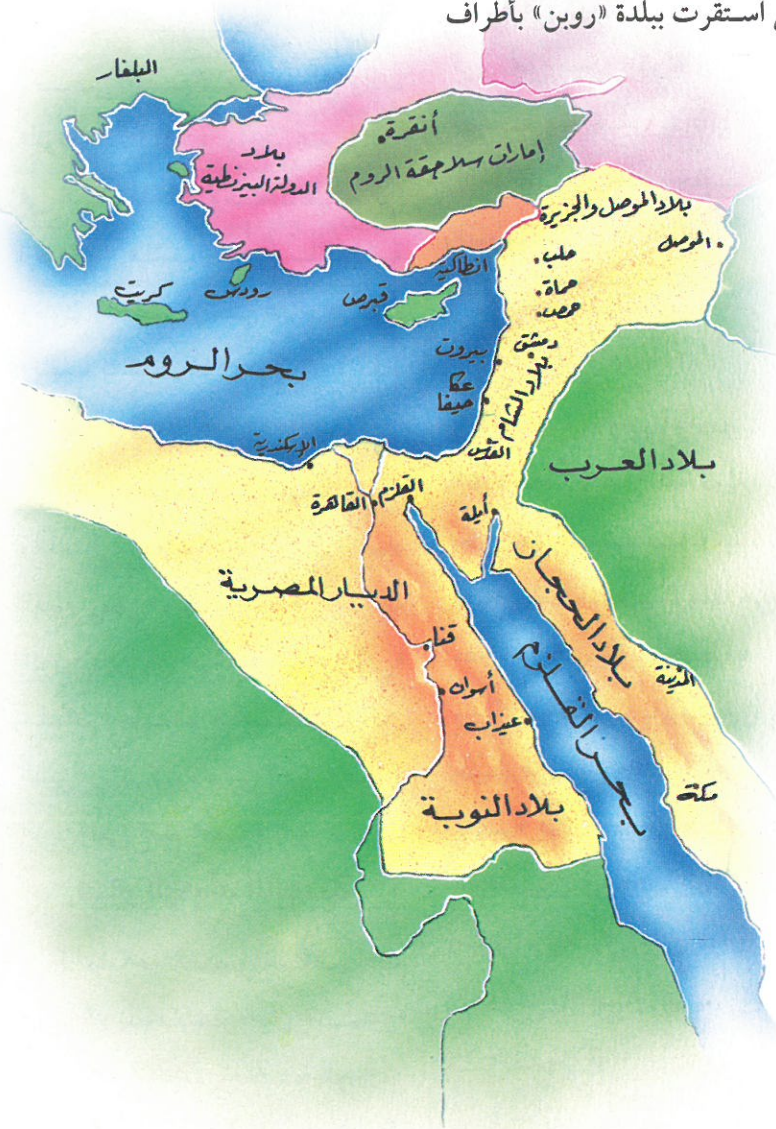 استقرت ببلدة «روبن» بأطراف
البلغار
أنقرة
إمارات سلاجقة الروم
بلاد
الدولة البيزنطية
بلاد الموصل والجزيرة
الموصل
حلب
حماة
حمص
انطاكية
قبرص
رودس
كريت
بحر الروم
دمشق
بيروت
بلاد الشام
عكا
حيفا
القدس
بلاد العرب
الإسكندرية
القاهرة
القلزم
أيلة
الديار المصرية
بلاد الحجاز
قنا
أسوان
عيذاب
بحر القلزم
المدينة
مكة
بلاد النوبة